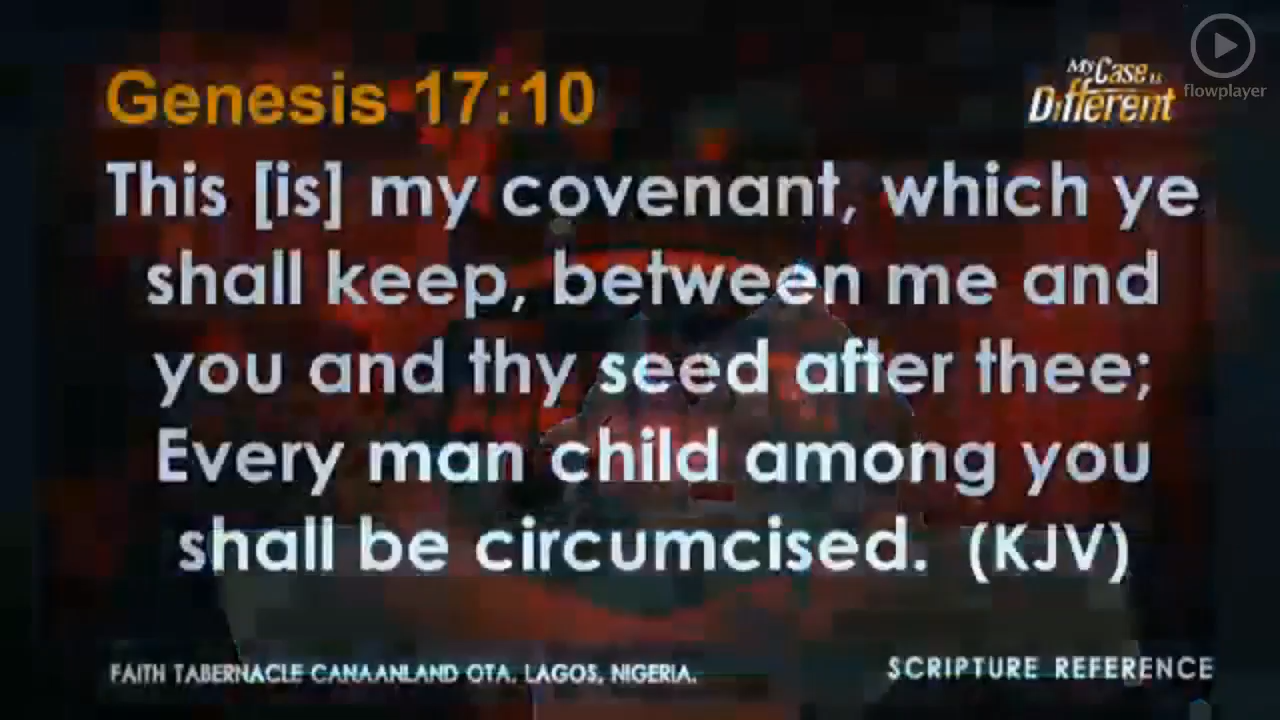 Genesis 17:10
My Case is
Different
flowplayer
This [is] my covenant, which ye
shall keep, between me and
you and thy seed after thee;
Every man child among you
shall be circumcised. (KJV)
FAITH TABERNACLE CANAANLAND OTA, LAGOS, NIGERIA.
SCRIPTURE REFERENCE